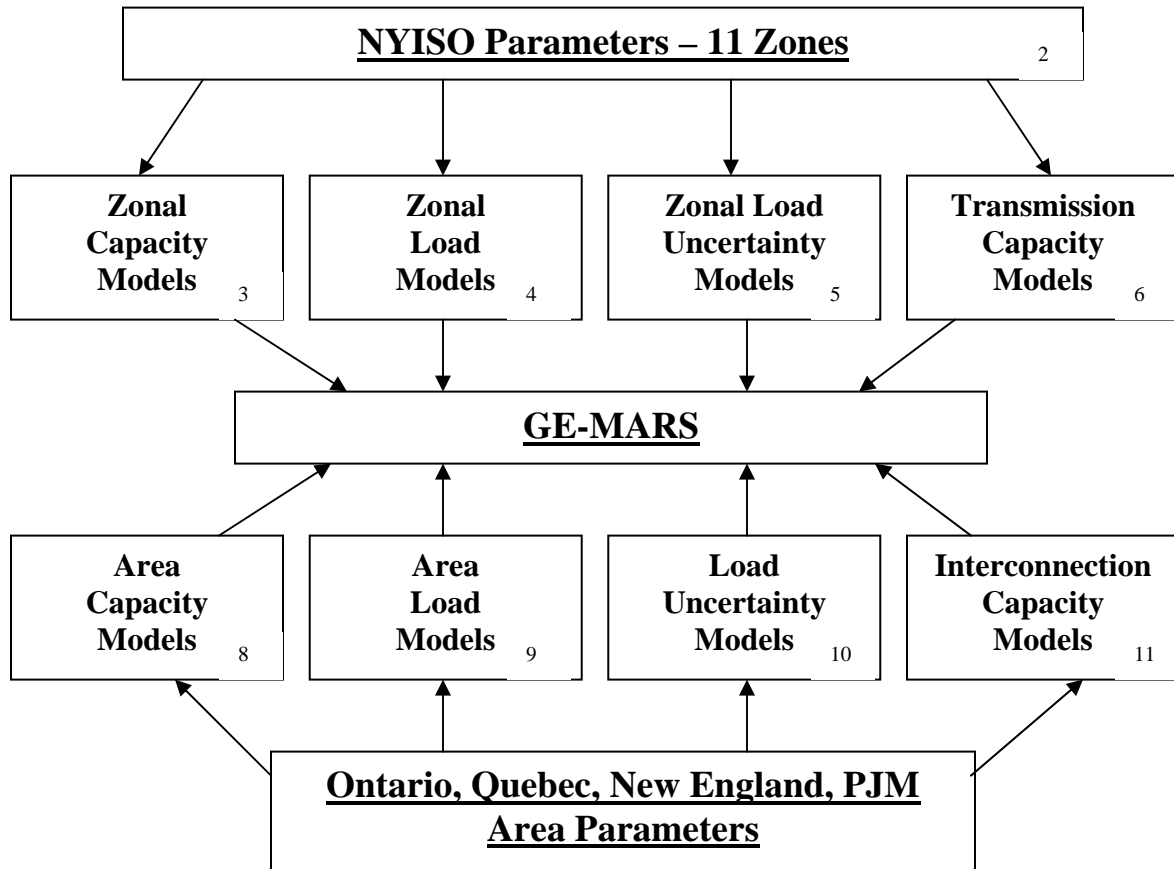 NYISO Parameters – 11 Zones
2
Zonal
Capacity
Models
3
Zonal
Load
Models
4
Zonal Load
Uncertainty
Models
5
Transmission
Capacity
Models
6
GE-MARS
Area
Capacity
Models
8
Area
Load
Models
9
Load
Uncertainty
Models
10
Interconnection
Capacity
Models
11
Ontario, Quebec, New England, PJM
Area Parameters